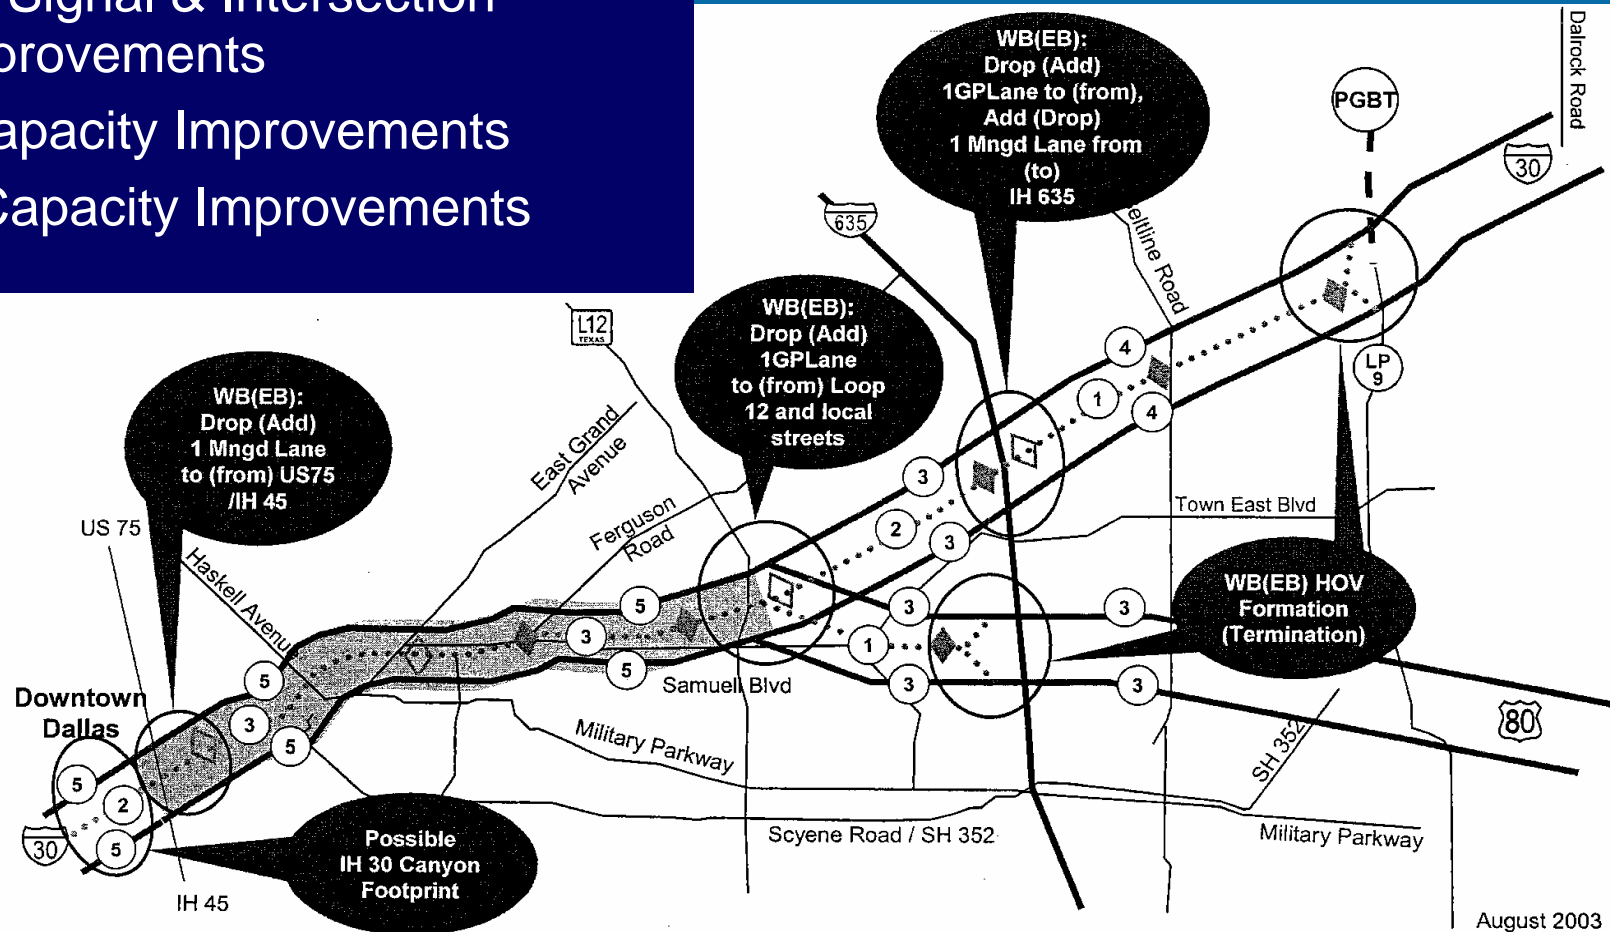 Signal & Intersection
provements
apacity Improvements
Capacity Improvements
WB(EB):
Drop (Add)
1GPLane to (from),
Add (Drop)
1 Mngd Lane from
(to)
IH 635
Dalrock Road
PGBT
30
635
eltline Road
L12
TEXAS
WB(EB):
Drop (Add)
1GPLane
to (from) Loop
12 and local
streets
4
1
4
LP
9
WB(EB):
Drop (Add)
1 Mngd Lane
to (from) US75
/IH 45
East Grand
Avenue
Ferguson
Road
3
2
3
Town East Blvd
US 75
Haskell Avenue
WB(EB) HOV
Formation
(Termination)
5
3
5
3
3
1
3
3
Samuell Blvd
Downtown
Dallas
5
3
5
Military Parkway
SH 352
80
5
2
5
30
Possible
IH 30 Canyon
Footprint
Scyene Road / SH 352
Military Parkway
IH 45
August 2003